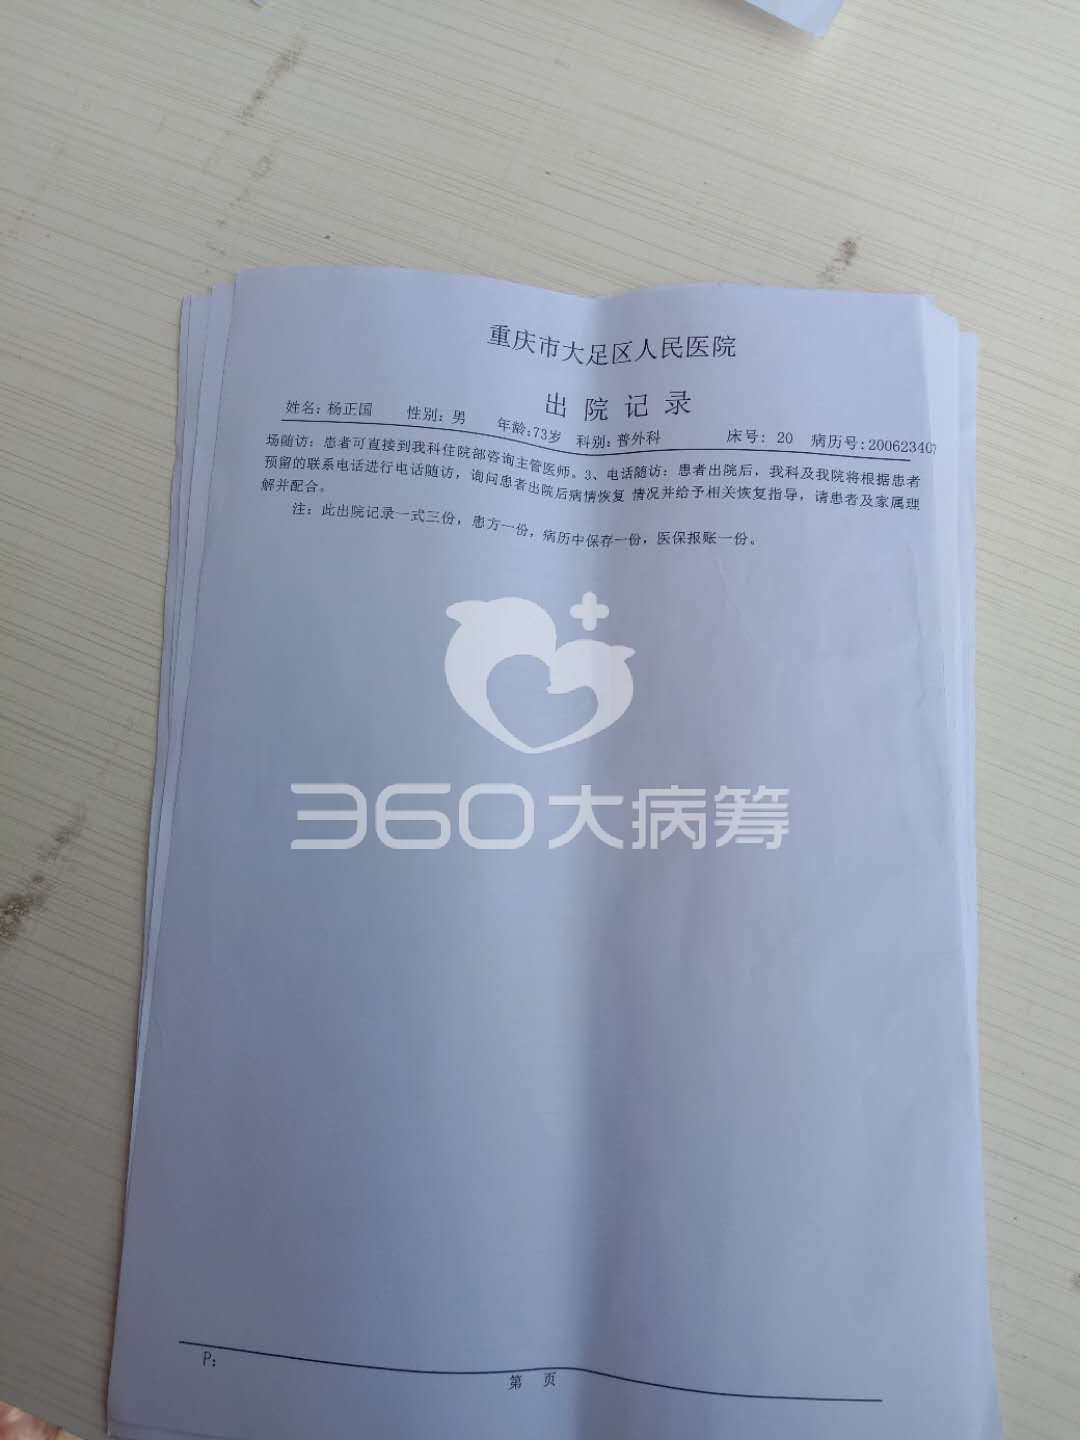 重庆市大足区人民医院
出院记录
姓名：杨正国 性别：男 年龄:73岁 科别：普外科 床号：20 病历号:20062340
场随访：患者可直接到我科住院部咨询主管医师。3、电话随访：患者出院后，我科及我院将根据患者
预留的联系电话进行电话随访，询问患者出院后病情恢复 情况并给予相关恢复指导，请患者及家属理
解并配合。
注：此出院记录一式三份，患方一份，病历中保存一份，医保报账一份。
360大病筹
P:
第 页